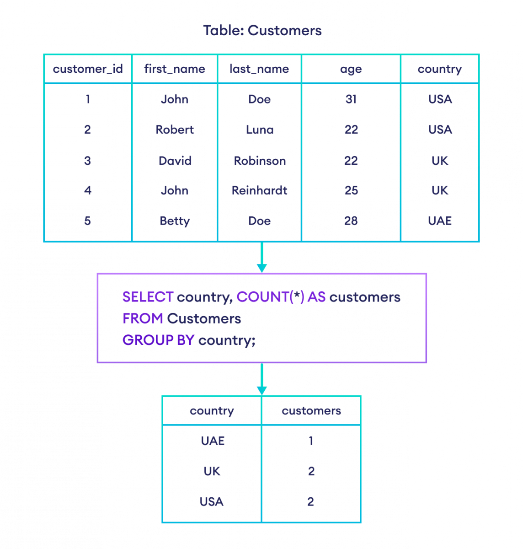 Table: Customers
customer_id first_name last_name age country
1 John Doe 31 USA
2 Robert Luna 22 USA
3 David Robinson 22 UK
4 John Reinhardt 25 UK
5 Betty Doe 28 UAE
SELECT country, COUNT(*) AS customers
FROM Customers
GROUP BY country;
country customers
UAE 1
UK 2
USA 2